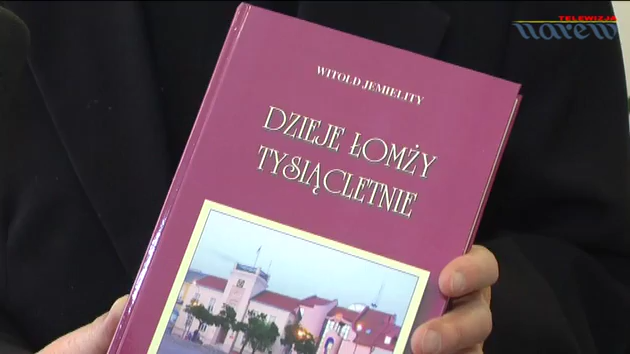 TELEWIZJA
narew
WITOLD JEMIELITY
DZIEJE ŁOMŻY
TYSIĄCLETNIE